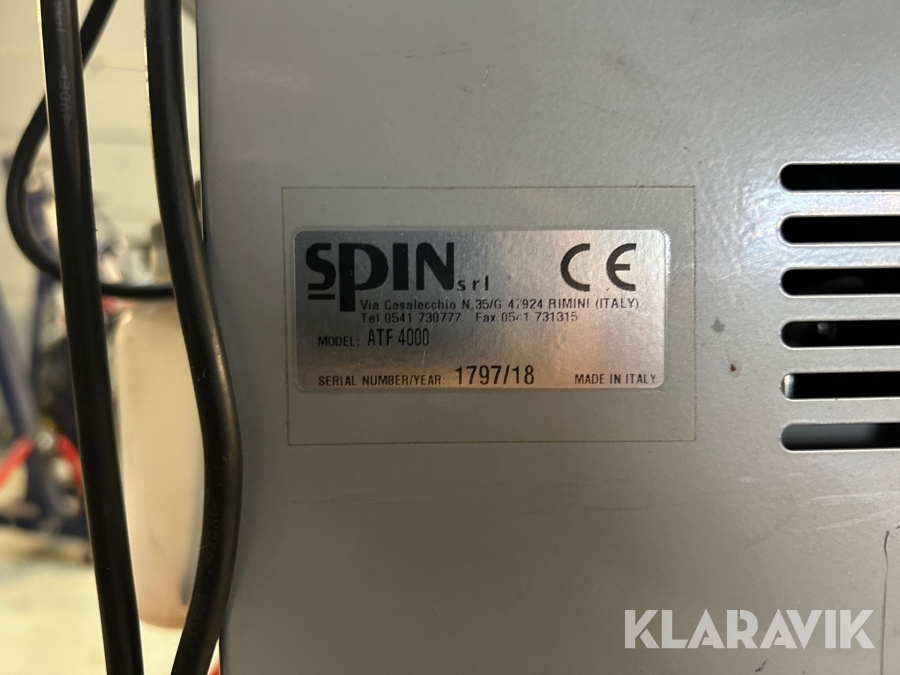 SPIN srl CE
Via Casalecchio N.35/G 47924 RIMINI (ITALY)
Tel 0541 730777 Fax 0541 731315
MODEL: ATF 4000
SERIAL NUMBER/YEAR: 1797/18 MADE IN ITALY
VDE
KLARAVIK